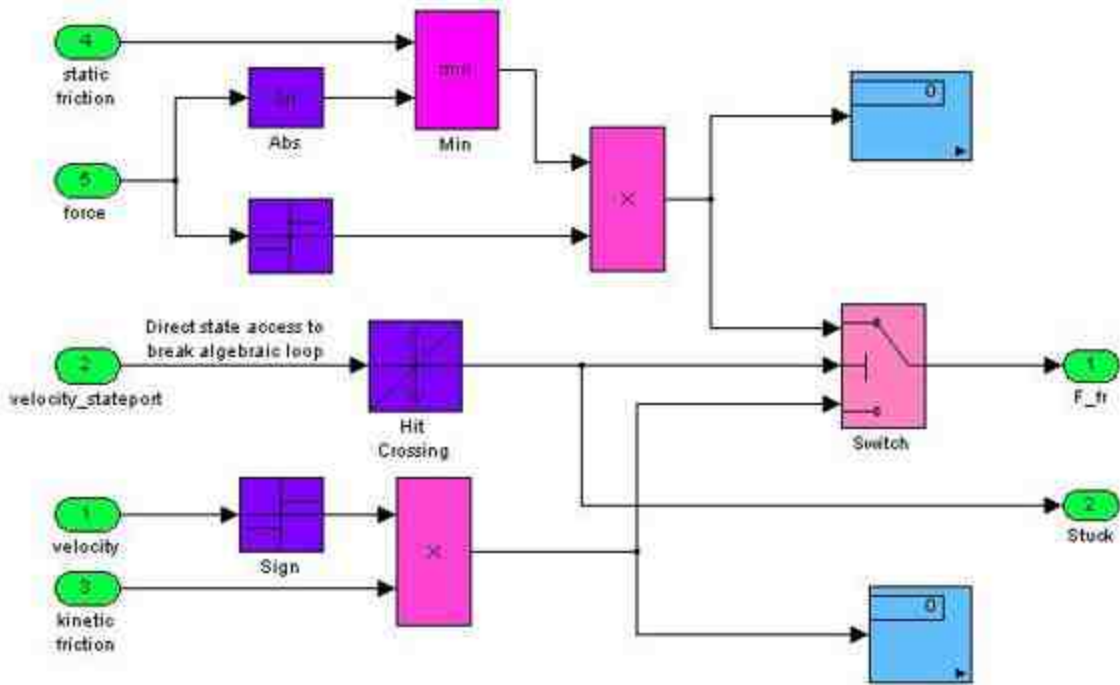 4
static
friction
Abs
min
Min
0
5
force
×
Direct state access to
break algebraic loop
2
velocity_stateport
Hit
Crossing
Switch
1
F_fr
1
velocity
Sign
×
2
Stuck
3
kinetic
friction
0